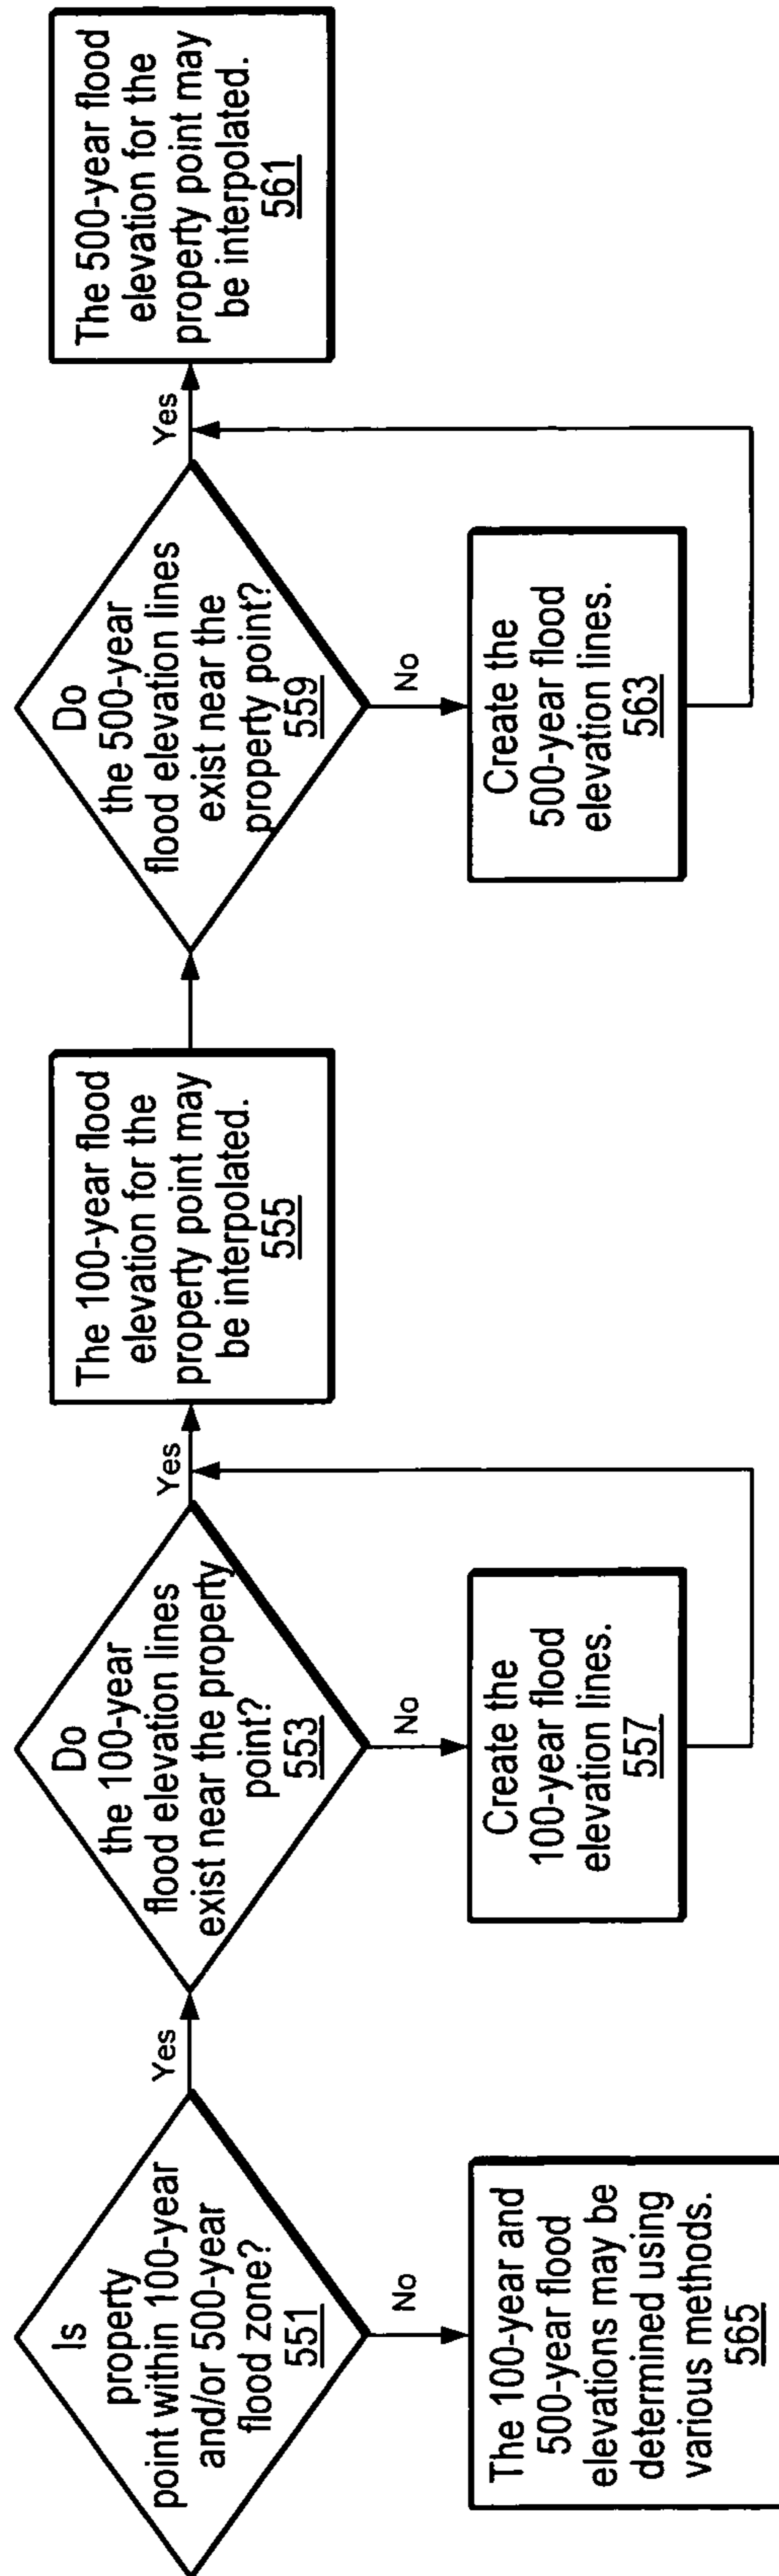 Is
property
point within 100-year
and/or 500-year
flood zone?
551
Yes
No
The 100-year and
500-year flood
elevations may be
determined using
various methods.
565
Do
the 100-year
flood elevation lines
exist near the property
point?
553
Yes
No
Create the
100-year flood
elevation lines.
557
The 100-year flood
elevation for the
property point may
be interpolated.
555
Do
the 500-year
flood elevation lines
exist near the
property point?
559
Yes
No
Create the
500-year flood
elevation lines.
563
The 500-year flood
elevation for the
property point may
be interpolated.
561